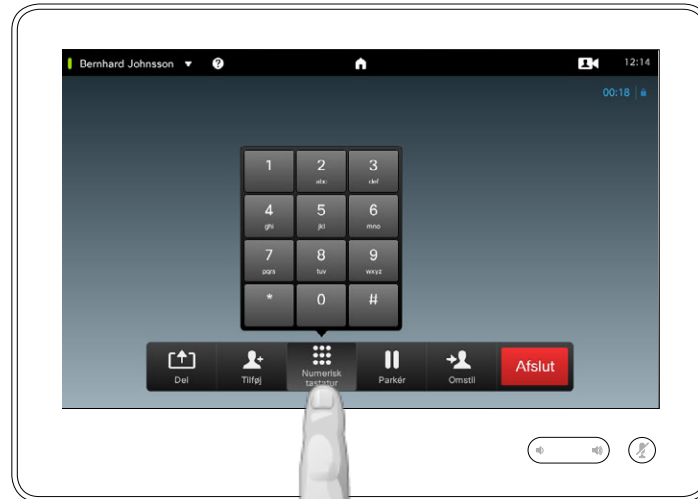 Bernhard Johnsson ? 12:14
00:18
1 2 3
abc def
4 5 6
ghi jkl mno
7 8 9
pqrs tuv wxyz
* 0 #
Del Tilføj Numerisk tastatur Parkér Omstil Afslut